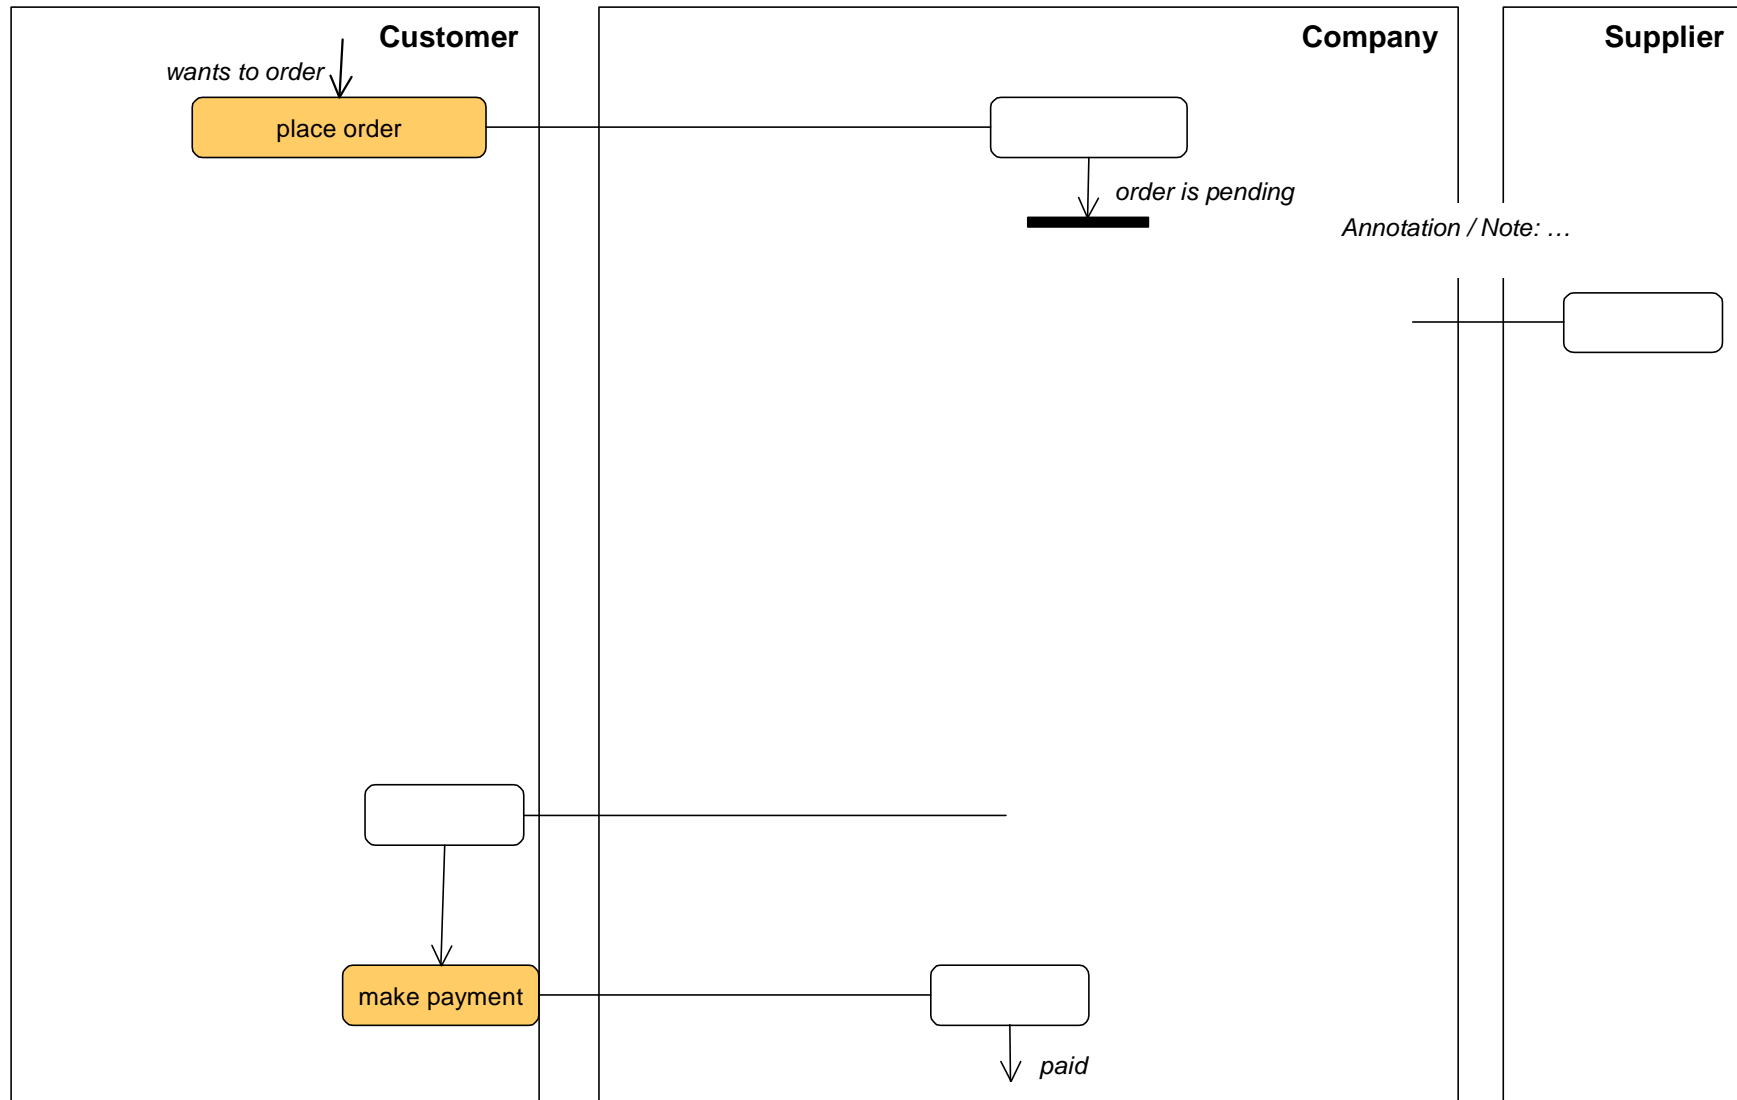 Customer
Company
Supplier
wants to order
place order
order is pending
Annotation / Note: …
make payment
paid